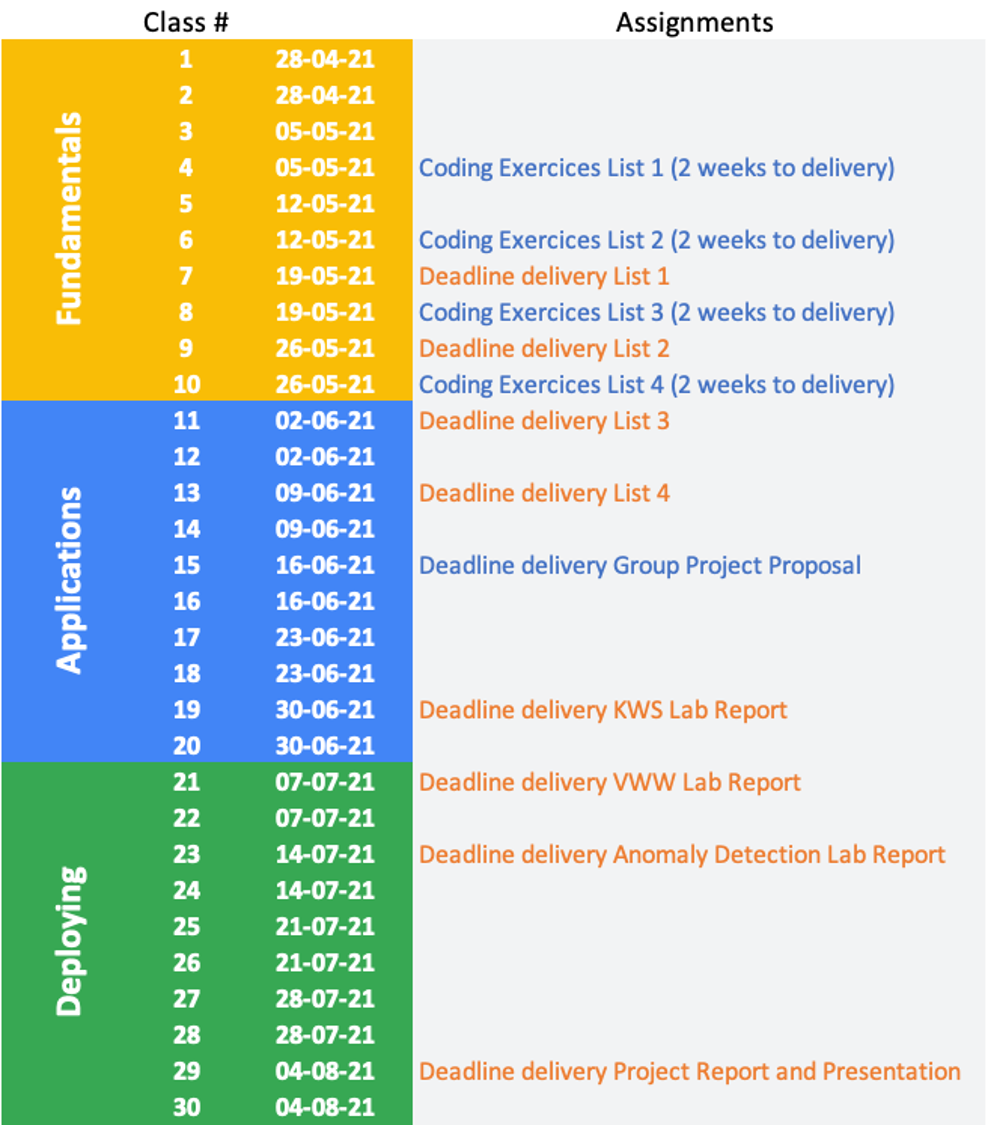 Class # Assignments
Fundamentals
1 28-04-21
2 28-04-21
3 05-05-21
4 05-05-21 Coding Exercices List 1 (2 weeks to delivery)
5 12-05-21
6 12-05-21 Coding Exercices List 2 (2 weeks to delivery)
7 19-05-21 Deadline delivery List 1
8 19-05-21 Coding Exercices List 3 (2 weeks to delivery)
9 26-05-21 Deadline delivery List 2
10 26-05-21 Coding Exercices List 4 (2 weeks to delivery)
Applications
11 02-06-21 Deadline delivery List 3
12 02-06-21
13 09-06-21 Deadline delivery List 4
14 09-06-21
15 16-06-21 Deadline delivery Group Project Proposal
16 16-06-21
17 23-06-21
18 23-06-21
19 30-06-21 Deadline delivery KWS Lab Report
20 30-06-21
Deploying
21 07-07-21 Deadline delivery VWW Lab Report
22 07-07-21
23 14-07-21 Deadline delivery Anomaly Detection Lab Report
24 14-07-21
25 21-07-21
26 21-07-21
27 28-07-21
28 28-07-21
29 04-08-21 Deadline delivery Project Report and Presentation
30 04-08-21